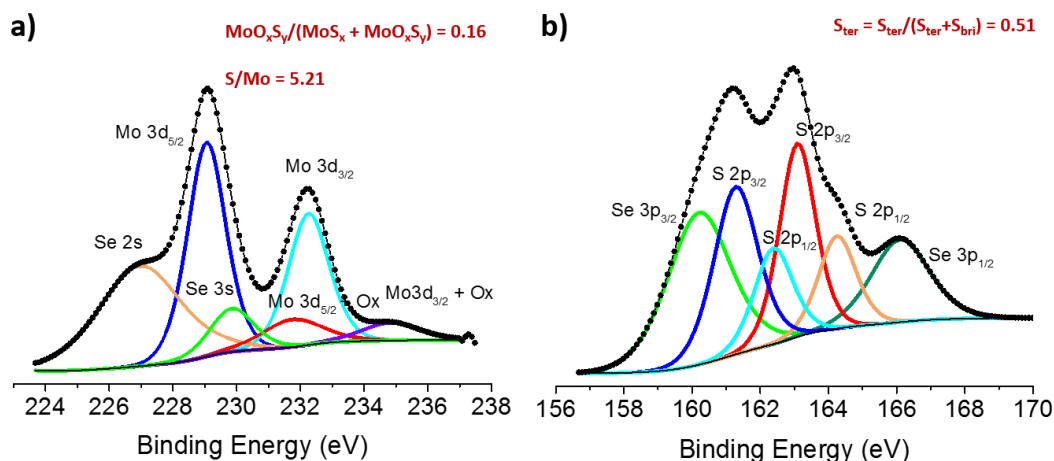 a)
MoOₓSᵧ/(MoSₓ + MoOₓSᵧ) = 0.16
S/Mo = 5.21
Mo 3d₅/₂
Mo 3d₃/₂
Se 2s
Se 3s
Mo 3d₅/₂ Ox
Mo3d₃/₂ + Ox
224 226 228 230 232 234 236 238
Binding Energy (eV)
b)
Sₜₑᵣ = Sₜₑᵣ/(Sₜₑᵣ+S_bri) = 0.51
S 2p₃/₂
S 2p₃/₂
Se 3p₃/₂
S 2p₁/₂
S 2p₁/₂
Se 3p₁/₂
156 158 160 162 164 166 168 170
Binding Energy (eV)